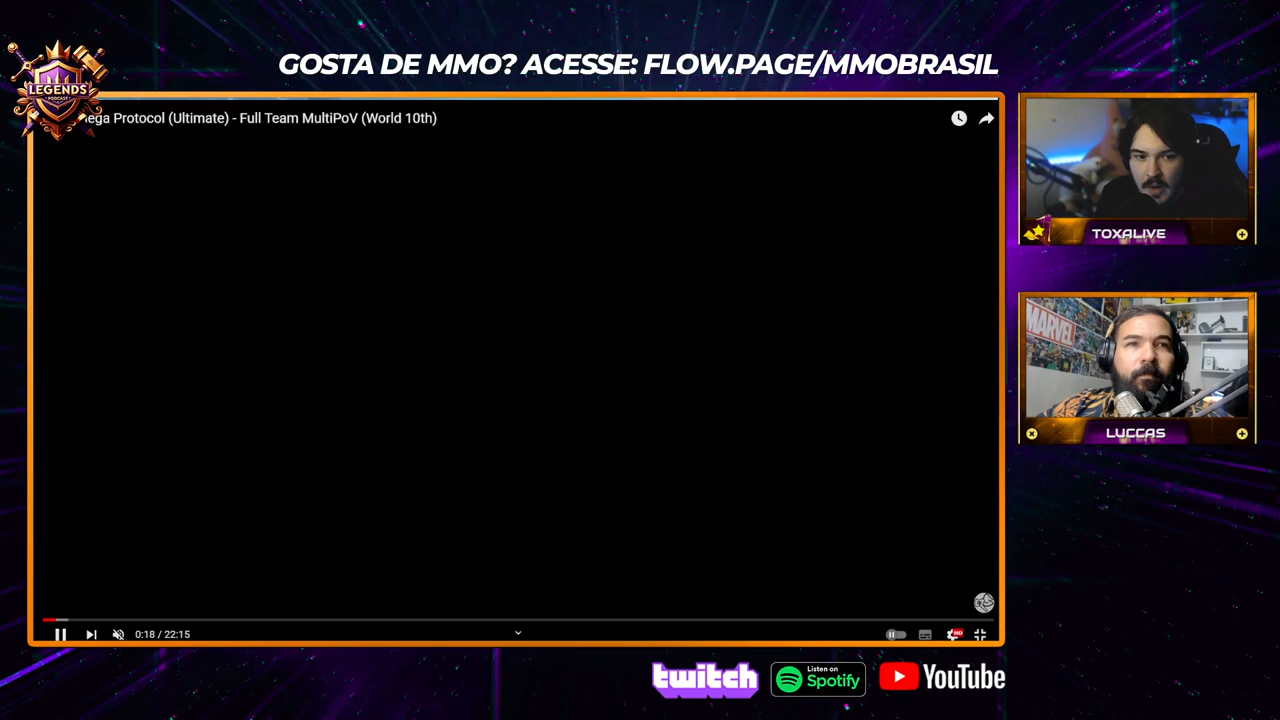 GOSTA DE MMO? ACESSE: FLOW.PAGE/MMOBRASIL
LEGENDS
PODCAST
ega Protocol (Ultimate) - Full Team MultiPoV (World 10th)
TOXALIVE
MARVEL
LUCCAS
0:18 / 22:15
HD
twitch
Listen on
Spotify
YouTube